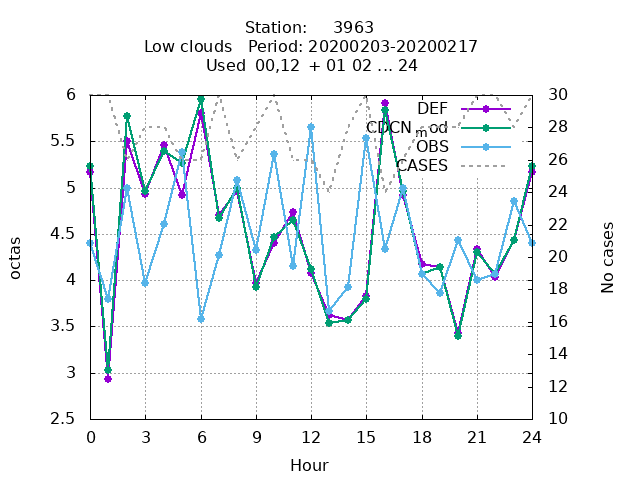 Station: 3963
Low clouds Period: 20200203-20200217
Used 00,12 + 01 02 ... 24
6
5.5
5
4.5
4
3.5
3
2.5
octas
30
28
26
24
22
20
18
16
14
12
10
No cases
DEF
CDCN_mod
OBS
CASES
0 3 6 9 12 15 18 21 24
Hour